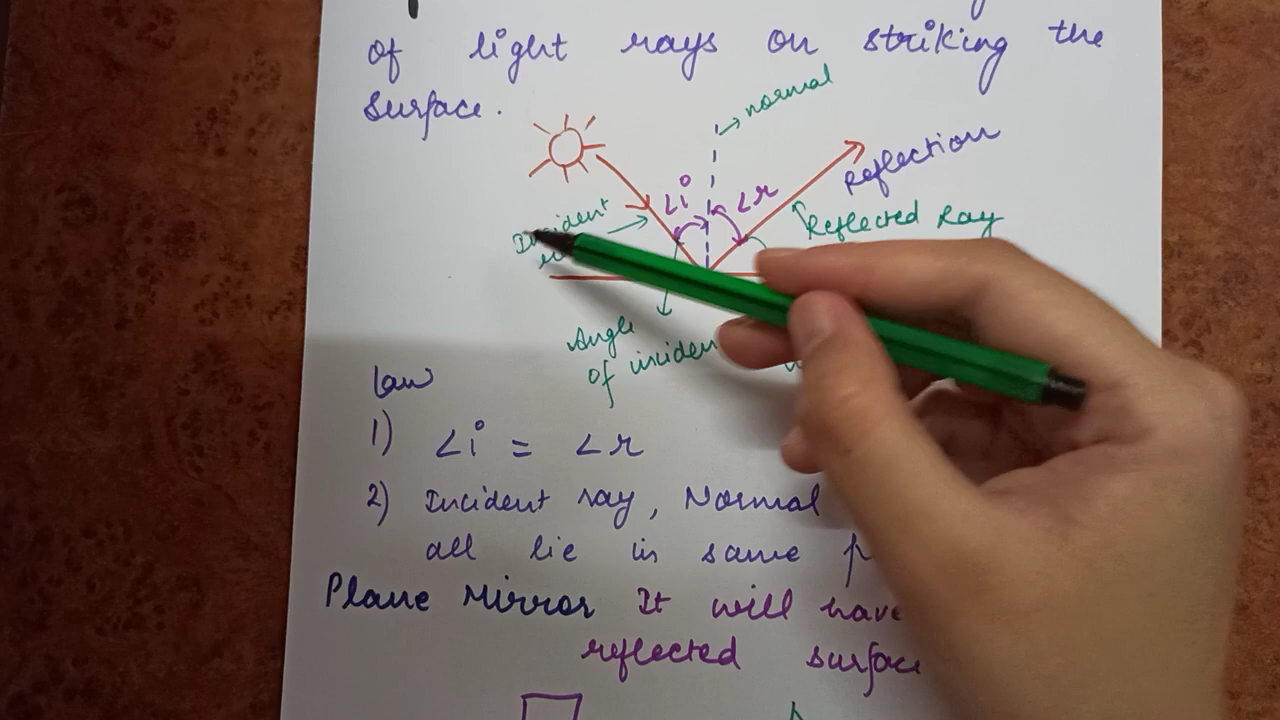 of light rays on striking the
surface.
normal
Reflection
∠i
∠r
Incident
Reflected Ray
Angle
of inciden
Law
1) ∠i = ∠r
2) Incident ray, Normal
all lie in same p
Plane Mirror It will have
reflected surface